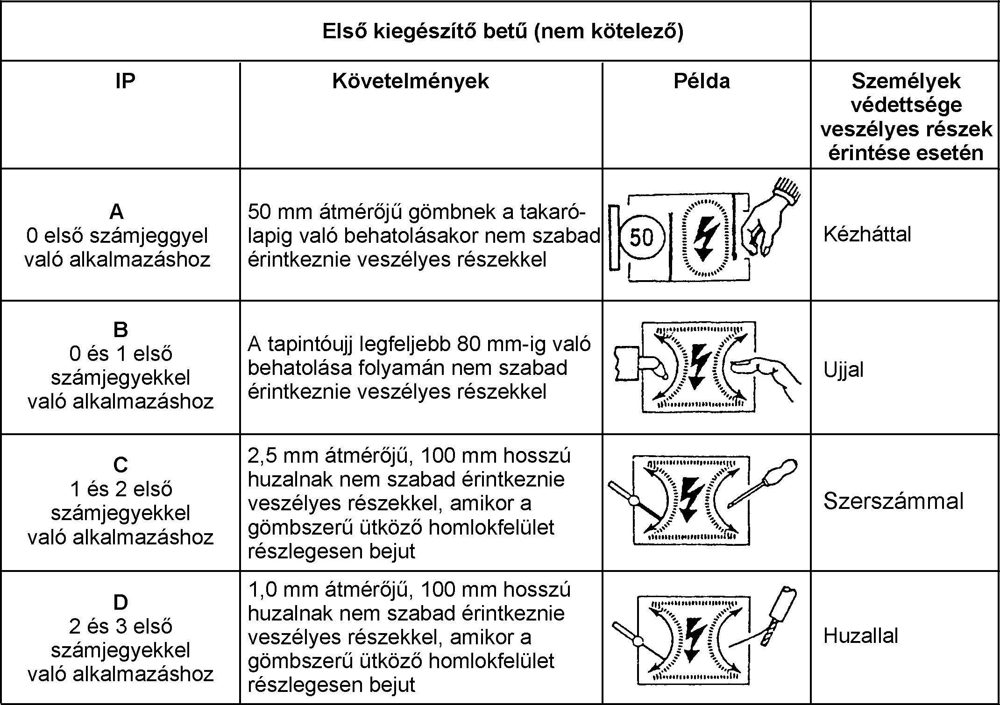 Első kiegészítő betű (nem kötelező)
IP
Követelmények
Példa
Személyek
védettsége
veszélyes részek
érintése esetén
A
0 első számjeggyel
való alkalmazáshoz
50 mm átmérőjű gömbnek a takaró-
lapig való behatolásakor nem szabad
érintkeznie veszélyes részekkel
50
Kézháttal
B
0 és 1 első
számjegyekkel
való alkalmazáshoz
A tapintóujj legfeljebb 80 mm-ig való
behatolása folyamán nem szabad
érintkeznie veszélyes részekkel
Ujjal
C
1 és 2 első
számjegyekkel
való alkalmazáshoz
2,5 mm átmérőjű, 100 mm hosszú
huzalnak nem szabad érintkeznie
veszélyes részekkel, amikor a
gömbszerű ütköző homlokfelület
részlegesen bejut
Szerszámmal
D
2 és 3 első
számjegyekkel
való alkalmazáshoz
1,0 mm átmérőjű, 100 mm hosszú
huzalnak nem szabad érintkeznie
veszélyes részekkel, amikor a
gömbszerű ütköző homlokfelület
részlegesen bejut
Huzallal